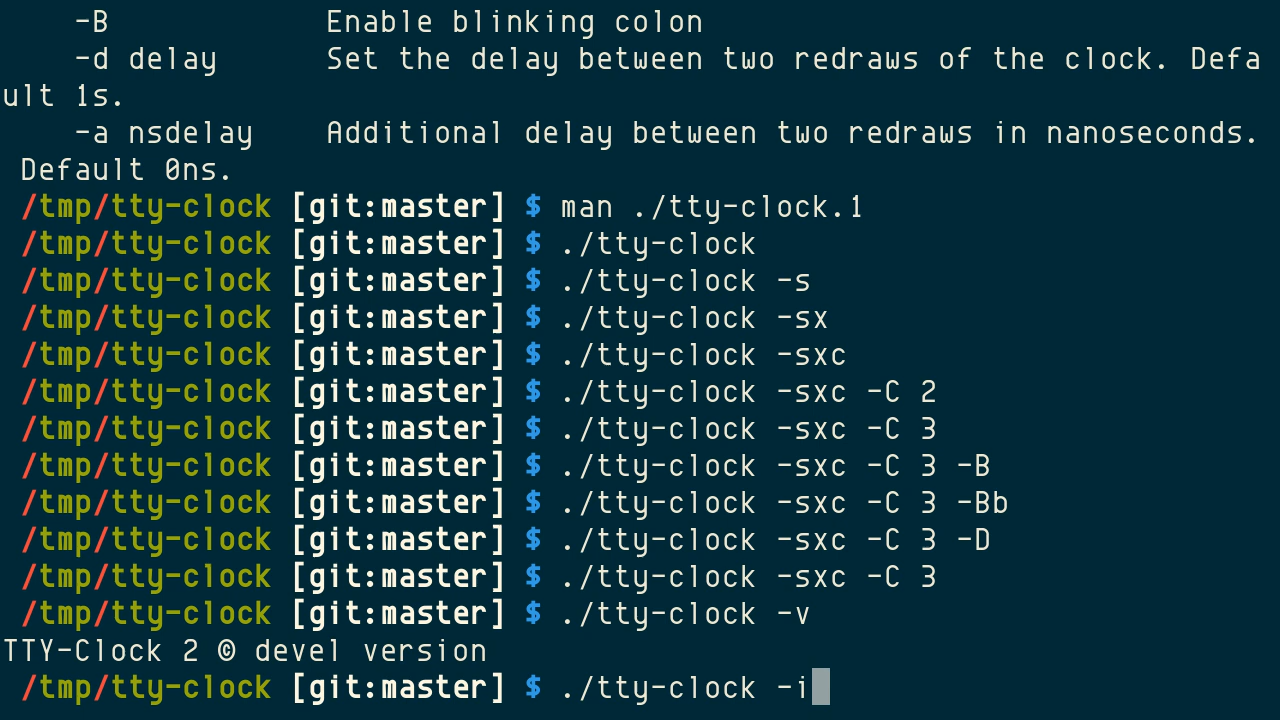 -B            Enable blinking colon
-d delay      Set the delay between two redraws of the clock. Defa
ult 1s.
-a nsdelay    Additional delay between two redraws in nanoseconds.
Default 0ns.
/tmp/tty-clock [git:master] $ man ./tty-clock.1
/tmp/tty-clock [git:master] $ ./tty-clock
/tmp/tty-clock [git:master] $ ./tty-clock -s
/tmp/tty-clock [git:master] $ ./tty-clock -sx
/tmp/tty-clock [git:master] $ ./tty-clock -sxc
/tmp/tty-clock [git:master] $ ./tty-clock -sxc -C 2
/tmp/tty-clock [git:master] $ ./tty-clock -sxc -C 3
/tmp/tty-clock [git:master] $ ./tty-clock -sxc -C 3 -B
/tmp/tty-clock [git:master] $ ./tty-clock -sxc -C 3 -Bb
/tmp/tty-clock [git:master] $ ./tty-clock -sxc -C 3 -D
/tmp/tty-clock [git:master] $ ./tty-clock -sxc -C 3
/tmp/tty-clock [git:master] $ ./tty-clock -v
TTY-Clock 2 © devel version
/tmp/tty-clock [git:master] $ ./tty-clock -i